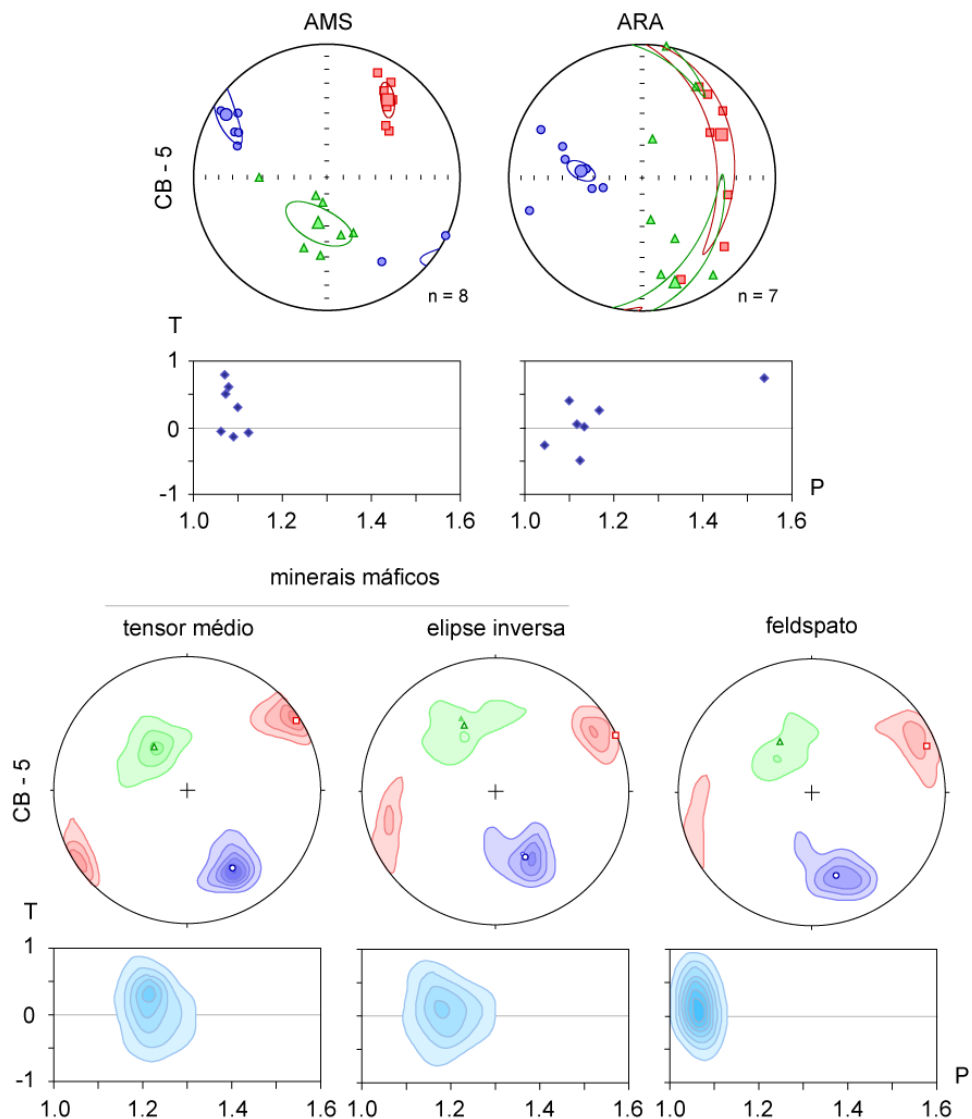 AMS ARA
CB - 5
n = 8 n = 7
T
1
0
-1
P
1.0 1.2 1.4 1.6 1.0 1.2 1.4 1.6
minerais máficos
tensor médio elipse inversa feldspato
CB - 5
T
1
0
-1
P
1.0 1.2 1.4 1.6 1.0 1.2 1.4 1.6 1.0 1.2 1.4 1.6